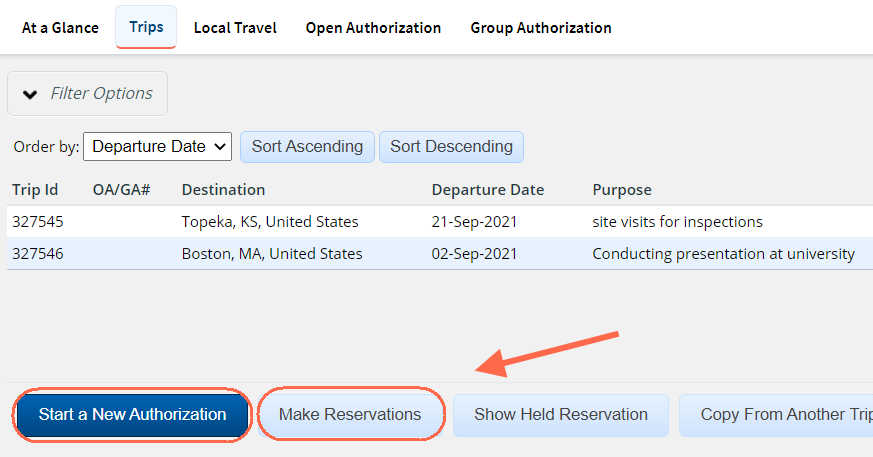 At a Glance Trips Local Travel Open Authorization Group Authorization
Filter Options
Order by: Departure Date Sort Ascending Sort Descending
Trip Id OA/GA# Destination Departure Date Purpose
327545 Topeka, KS, United States 21-Sep-2021 site visits for inspections
327546 Boston, MA, United States 02-Sep-2021 Conducting presentation at university
Start a New Authorization Make Reservations Show Held Reservation Copy From Another Trip